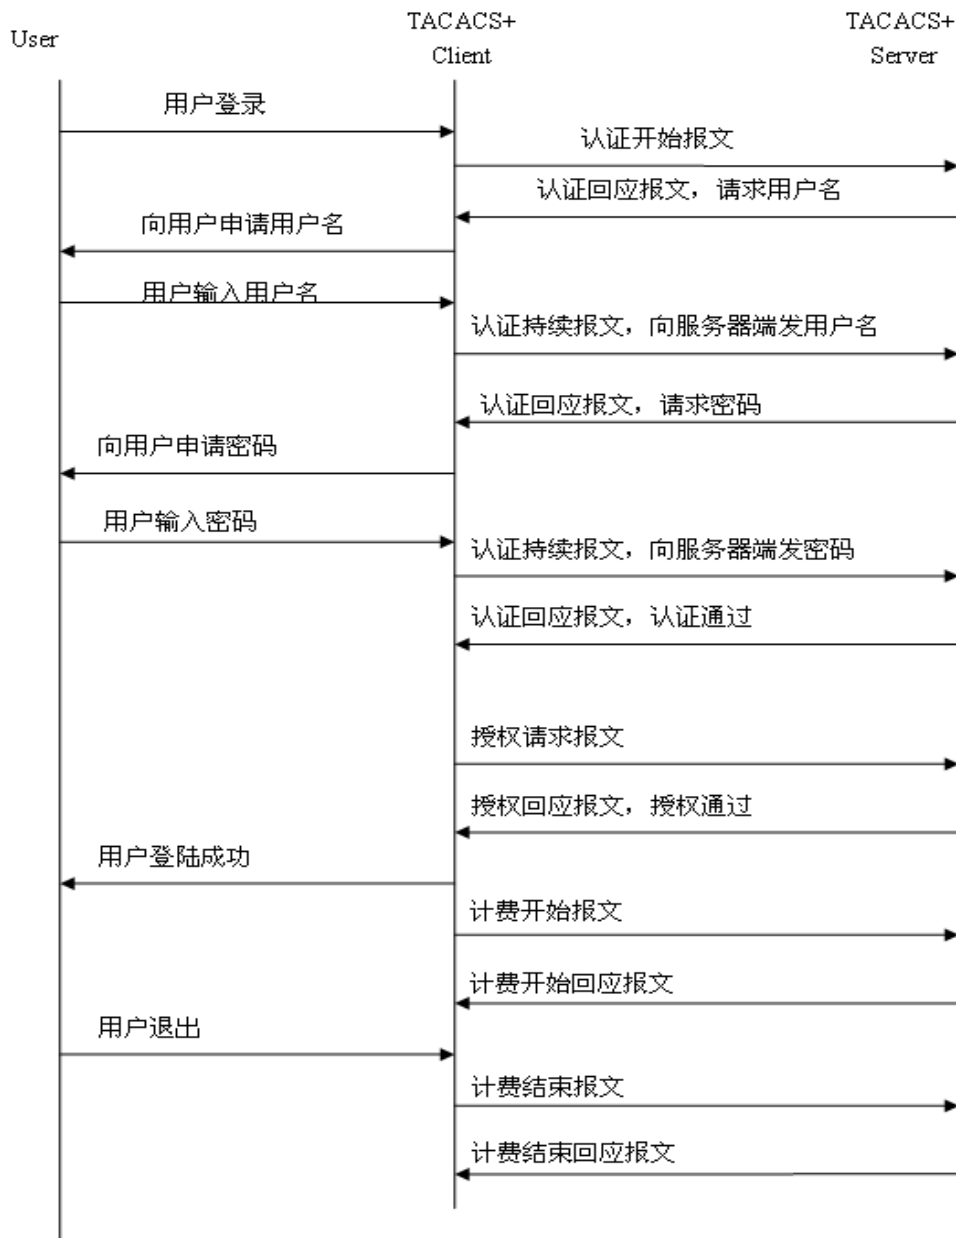 User
TACACS+
Client
TACACS+
Server
用户登录
认证开始报文
认证回应报文，请求用户名
向用户申请用户名
用户输入用户名
认证持续报文，向服务器端发用户名
认证回应报文，请求密码
向用户申请密码
用户输入密码
认证持续报文，向服务器端发密码
认证回应报文，认证通过
授权请求报文
授权回应报文，授权通过
用户登陆成功
计费开始报文
计费开始回应报文
用户退出
计费结束报文
计费结束回应报文